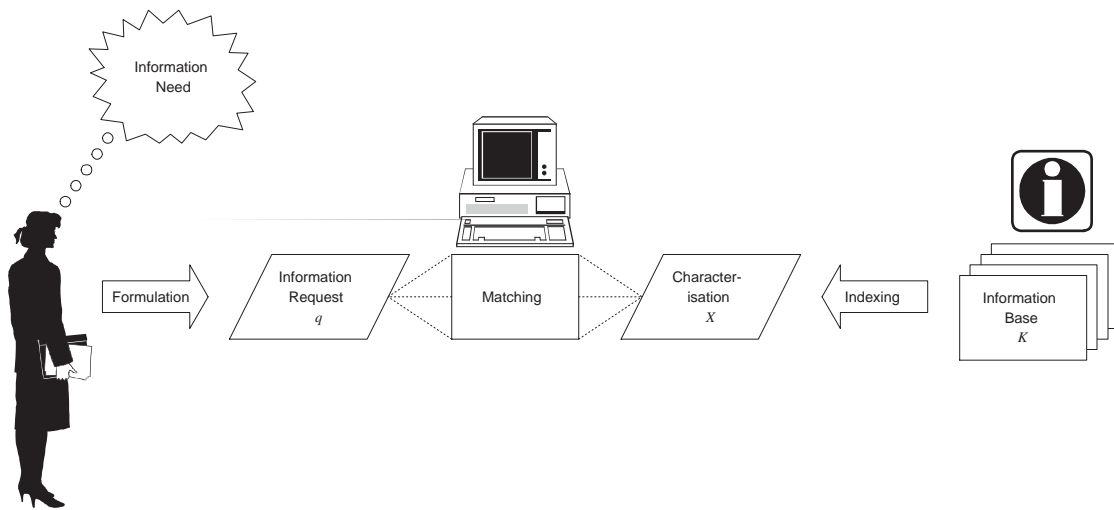 Information
Need
Formulation
Information
Request
q
Matching
Character-
isation
X
Indexing
Information
Base
K